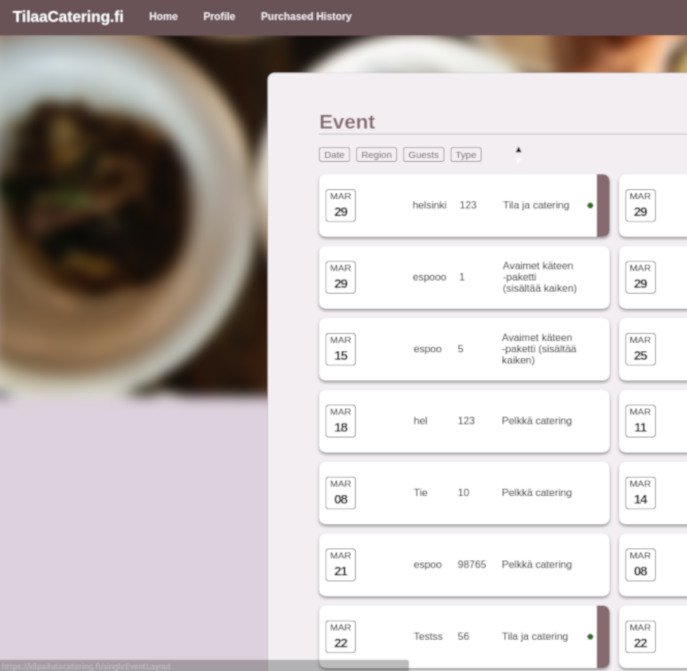 TilaaCatering.fi Home Profile Purchased History
Event
Date Region Guests Type
MAR
29
helsinki 123 Tila ja catering
MAR
29
MAR
29
espooo 1
Avaimet käteen
-paketti
(sisältää kaiken)
MAR
29
MAR
15
espoo 5
Avaimet käteen
-paketti (sisältää
kaiken)
MAR
25
MAR
18
hel 123 Pelkkä catering
MAR
11
MAR
08
Tie 10 Pelkkä catering
MAR
14
MAR
21
espoo 98765 Pelkkä catering
MAR
08
MAR
22
Testss 56 Tila ja catering
MAR
22